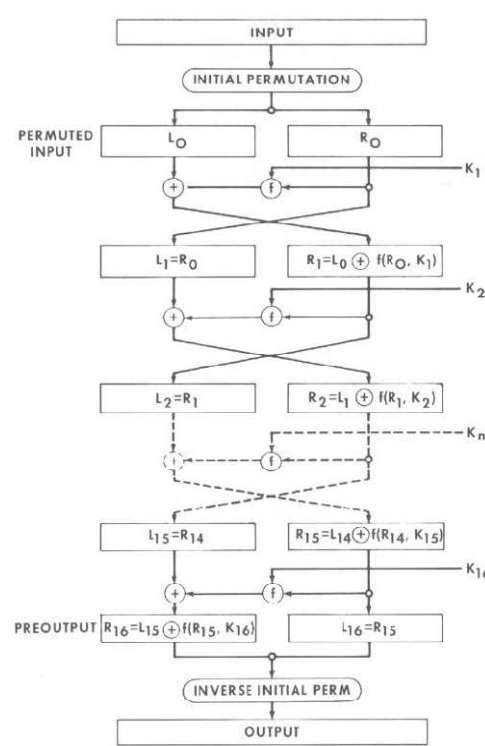 INPUT
INITIAL PERMUTATION
PERMUTED
INPUT
L0
R0
K1
+
f
L1=R0
R1=L0 ⊕ f(R0, K1)
K2
+
f
L2=R1
R2=L1 ⊕ f(R1, K2)
Kn
+
f
L15=R14
R15=L14 ⊕ f(R14, K15)
K16
+
f
PREOUTPUT
R16=L15 ⊕ f(R15, K16)
L16=R15
INVERSE INITIAL PERM
OUTPUT